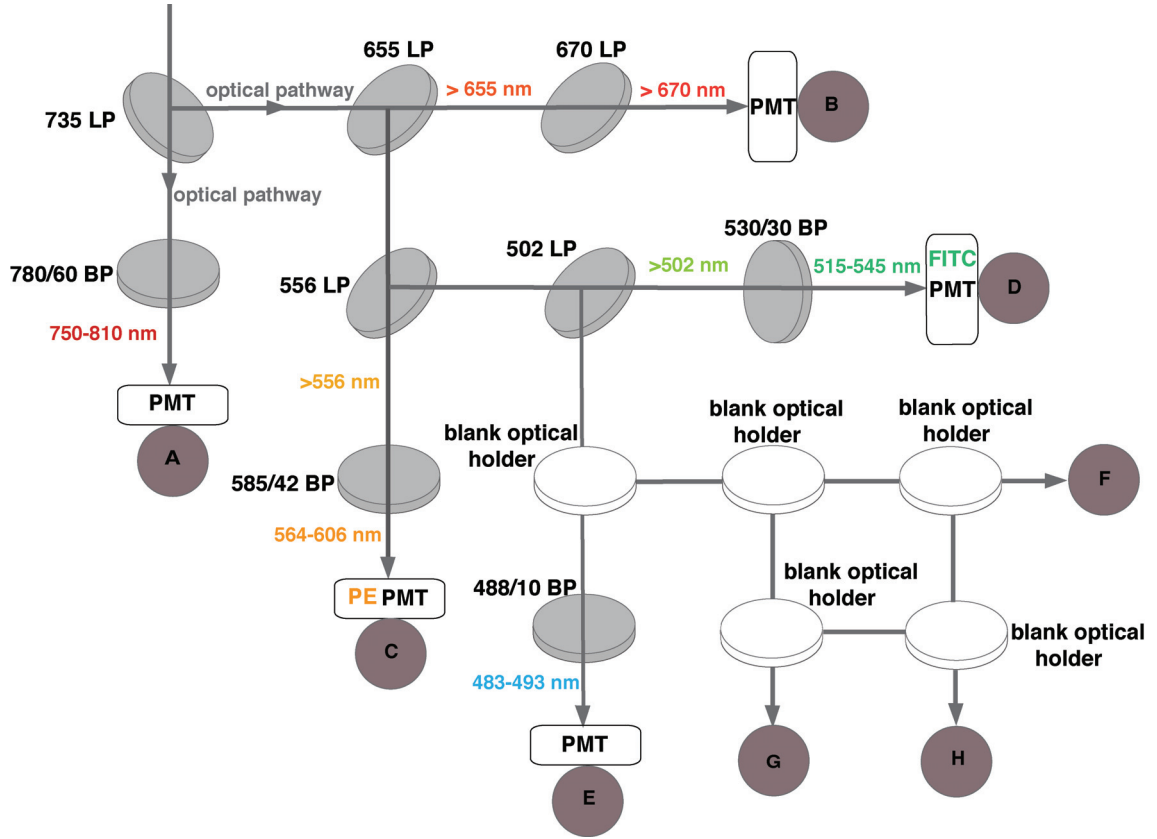 655 LP
670 LP
optical pathway
> 655 nm
> 670 nm
735 LP
PMT
B
optical pathway
530/30 BP
502 LP
780/60 BP
556 LP
>502 nm
515-545 nm
FITC
PMT
D
750-810 nm
>556 nm
PMT
A
blank optical
holder
blank optical
holder
blank optical
holder
585/42 BP
F
564-606 nm
PE PMT
C
488/10 BP
blank optical
holder
blank optical
holder
483-493 nm
PMT
E
G
H